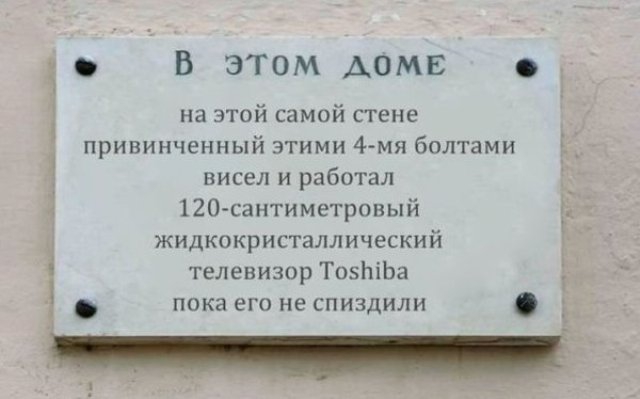 В ЭТОМ ДОМЕ
на этой самой стене
привинченный этими 4-мя болтами
висел и работал
120-сантиметровый
жидкокристаллический
телевизор Toshiba
пока его не спиздили